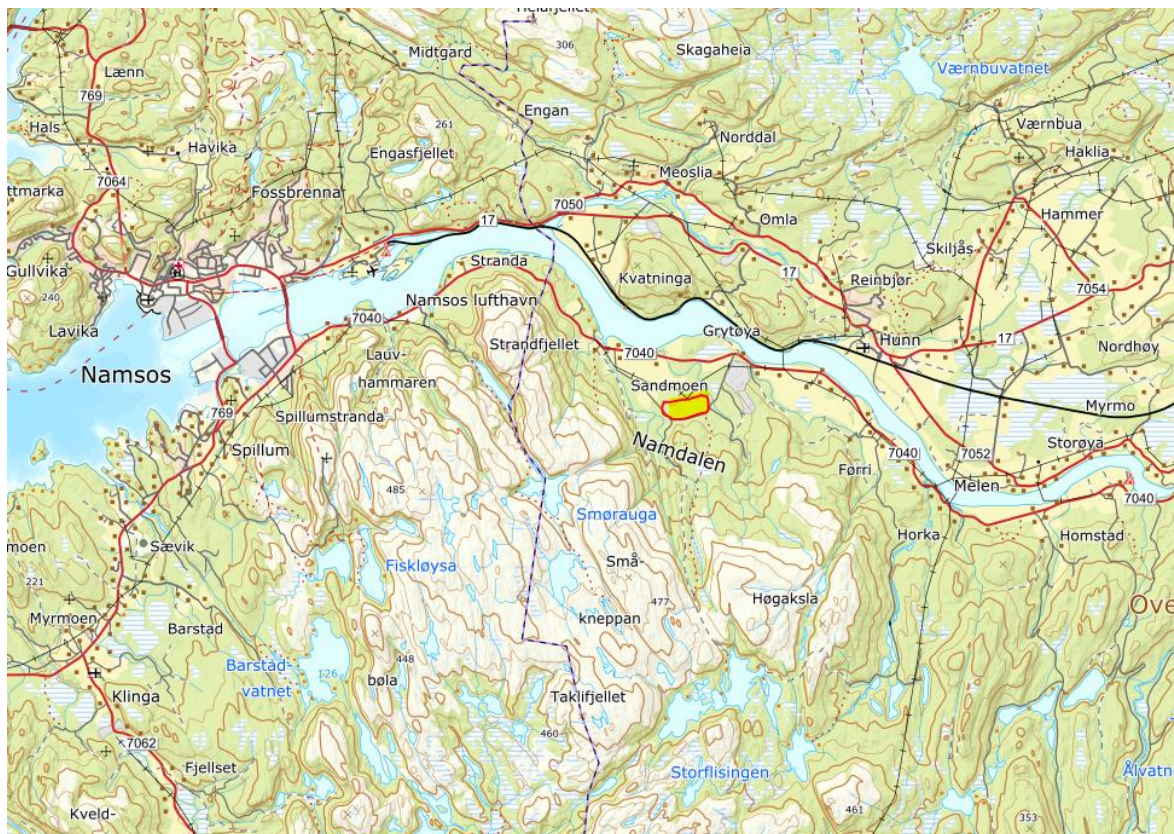 Helafjellet
Midtgard
306
Skagaheia
Værnbuvatnet
Lænn
769
Engan
Hals
Havika
261
Engasfjellet
Norddal
Værnbua
Haklia
ttmarka
7064
Fossbrenna
Meoslia
7050
17
Omla
Hammer
Skiljås
Gullvika
240
Stranda
Kvatninga
17
Reinbjør
7054
Lavika
Namsos lufthavn
7040
Grytøya
Hunn
17
Nordhøy
Namsos
Lauv-
hammaren
Strandfjellet
7040
Sandmoen
Myrmo
769
Spillumstranda
Spillum
Namdalen
Førri
7040
7052
Storøya
Melen
7040
485
Smørauga
Horka
Homstad
moen
Sævik
Fiskløysa
Små-
221
477
Høgaksla
Myrmoen
Barstad
kneppan
Ove
Barstad-
vatnet
126
448
bøla
Klinga
Taklifjellet
460
7062
Fjellset
Storflisingen
Ålvatn
Kveld-
461
353